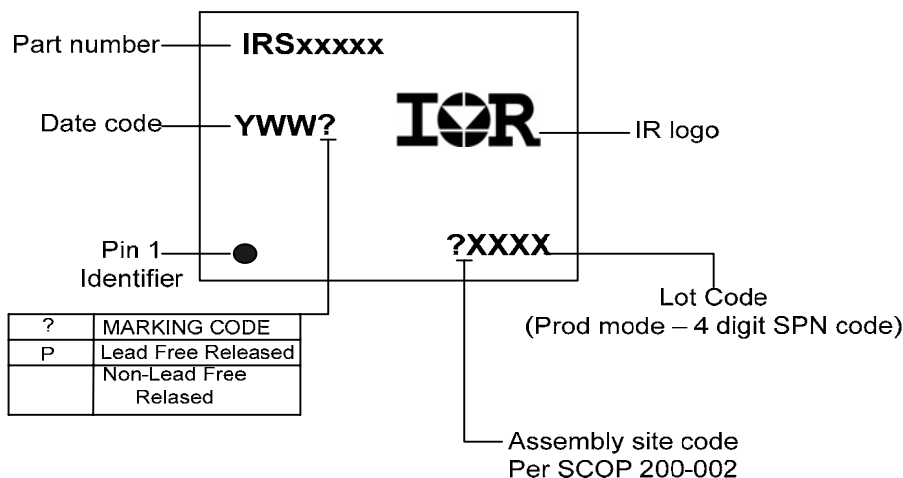 Part number
IRSxxxxx
Date code
YWW?
IOR
IR logo
Pin 1
Identifier
?XXXX
Lot Code
(Prod mode – 4 digit SPN code)
? MARKING CODE
P Lead Free Released
Non-Lead Free
Relased
Assembly site code
Per SCOP 200-002